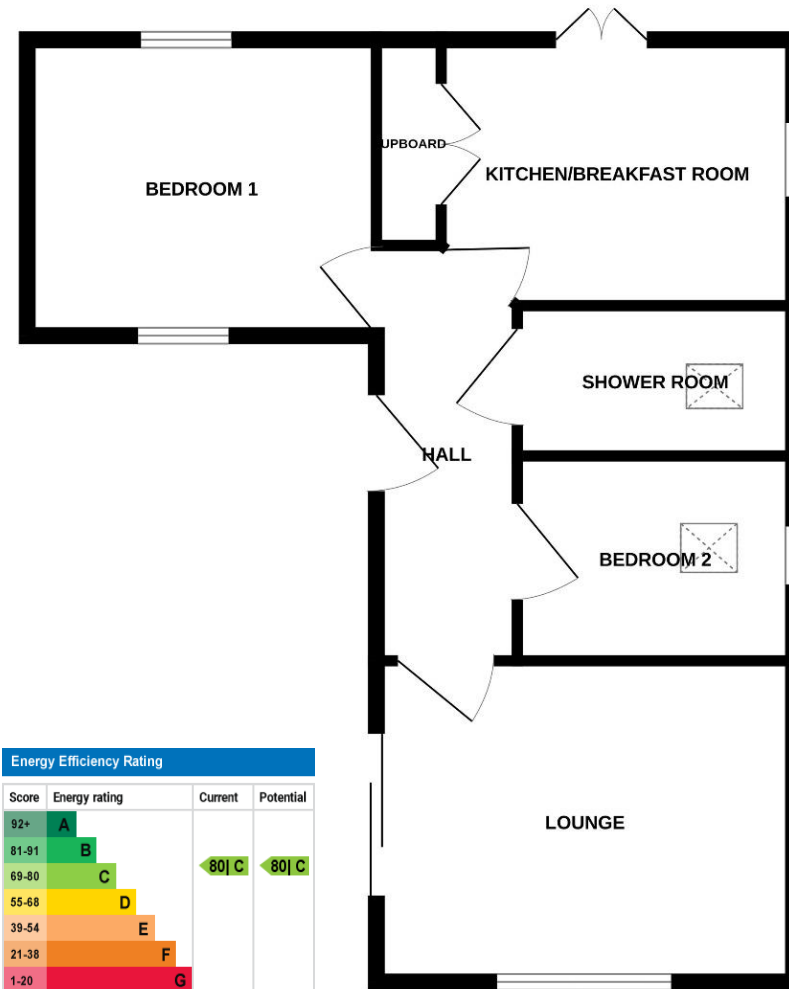 UPBOARD
BEDROOM 1
KITCHEN/BREAKFAST ROOM
SHOWER ROOM
HALL
BEDROOM 2
LOUNGE
Energy Efficiency Rating
Score Energy rating Current Potential
92+ A
81-91 B
69-80 C 80| C 80| C
55-68 D
39-54 E
21-38 F
1-20 G